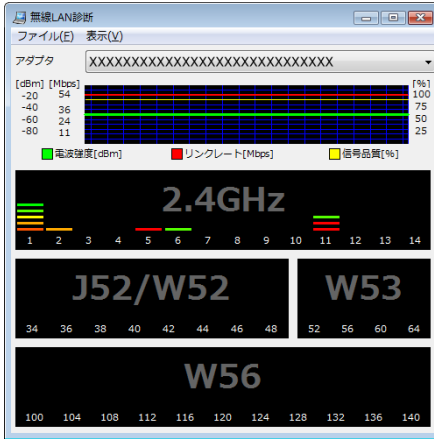 無線LAN診断
ファイル(F) 表示(V)
アダプタ XXXXXXXXXXXXXXXXXXXXXXXXXXXXX
[dBm] [Mbps] [%]
-20 54 100
-40 36 75
-60 24 50
-80 11 25
電波強度[dBm] リンクレート[Mbps] 信号品質[%]
2.4GHz
1 2 3 4 5 6 7 8 9 10 11 12 13 14
J52/W52 W53
34 36 38 40 42 44 46 48 52 56 60 64
W56
100 104 108 112 116 120 124 128 132 136 140